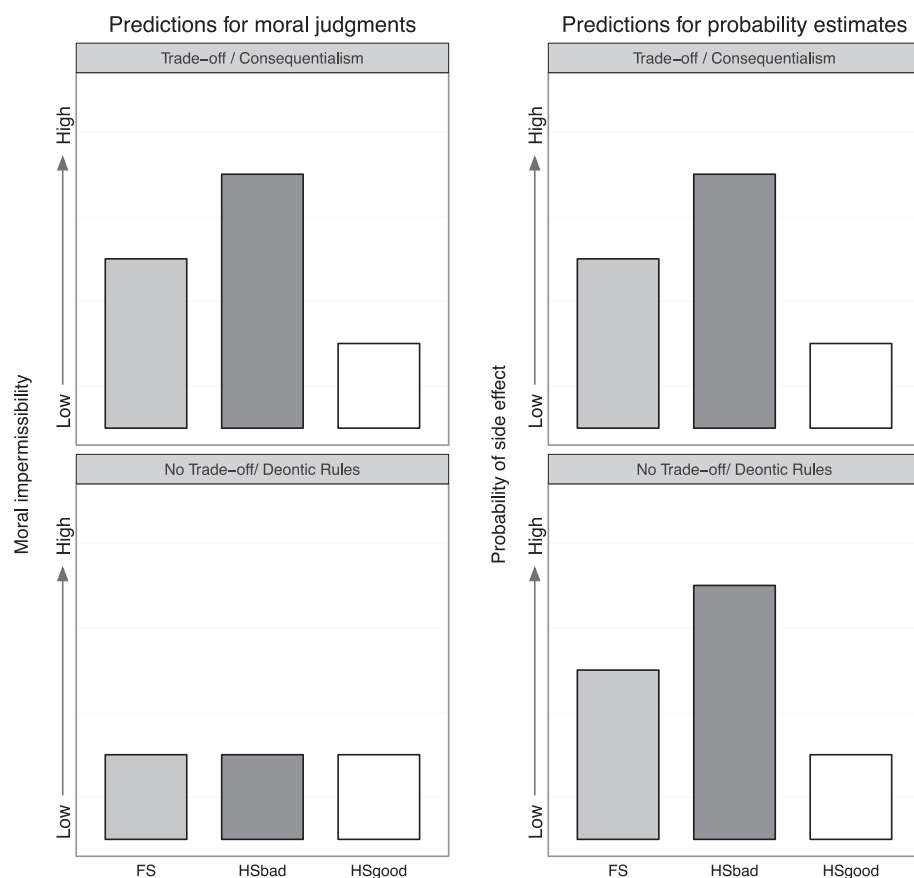 Predictions for moral judgments
Trade–off / Consequentialism
High
Low
Moral impermissibility
No Trade–off/ Deontic Rules
High
Low
FS HSbad HSgood
Predictions for probability estimates
Trade–off / Consequentialism
High
Low
Probability of side effect
No Trade–off/ Deontic Rules
High
Low
FS HSbad HSgood